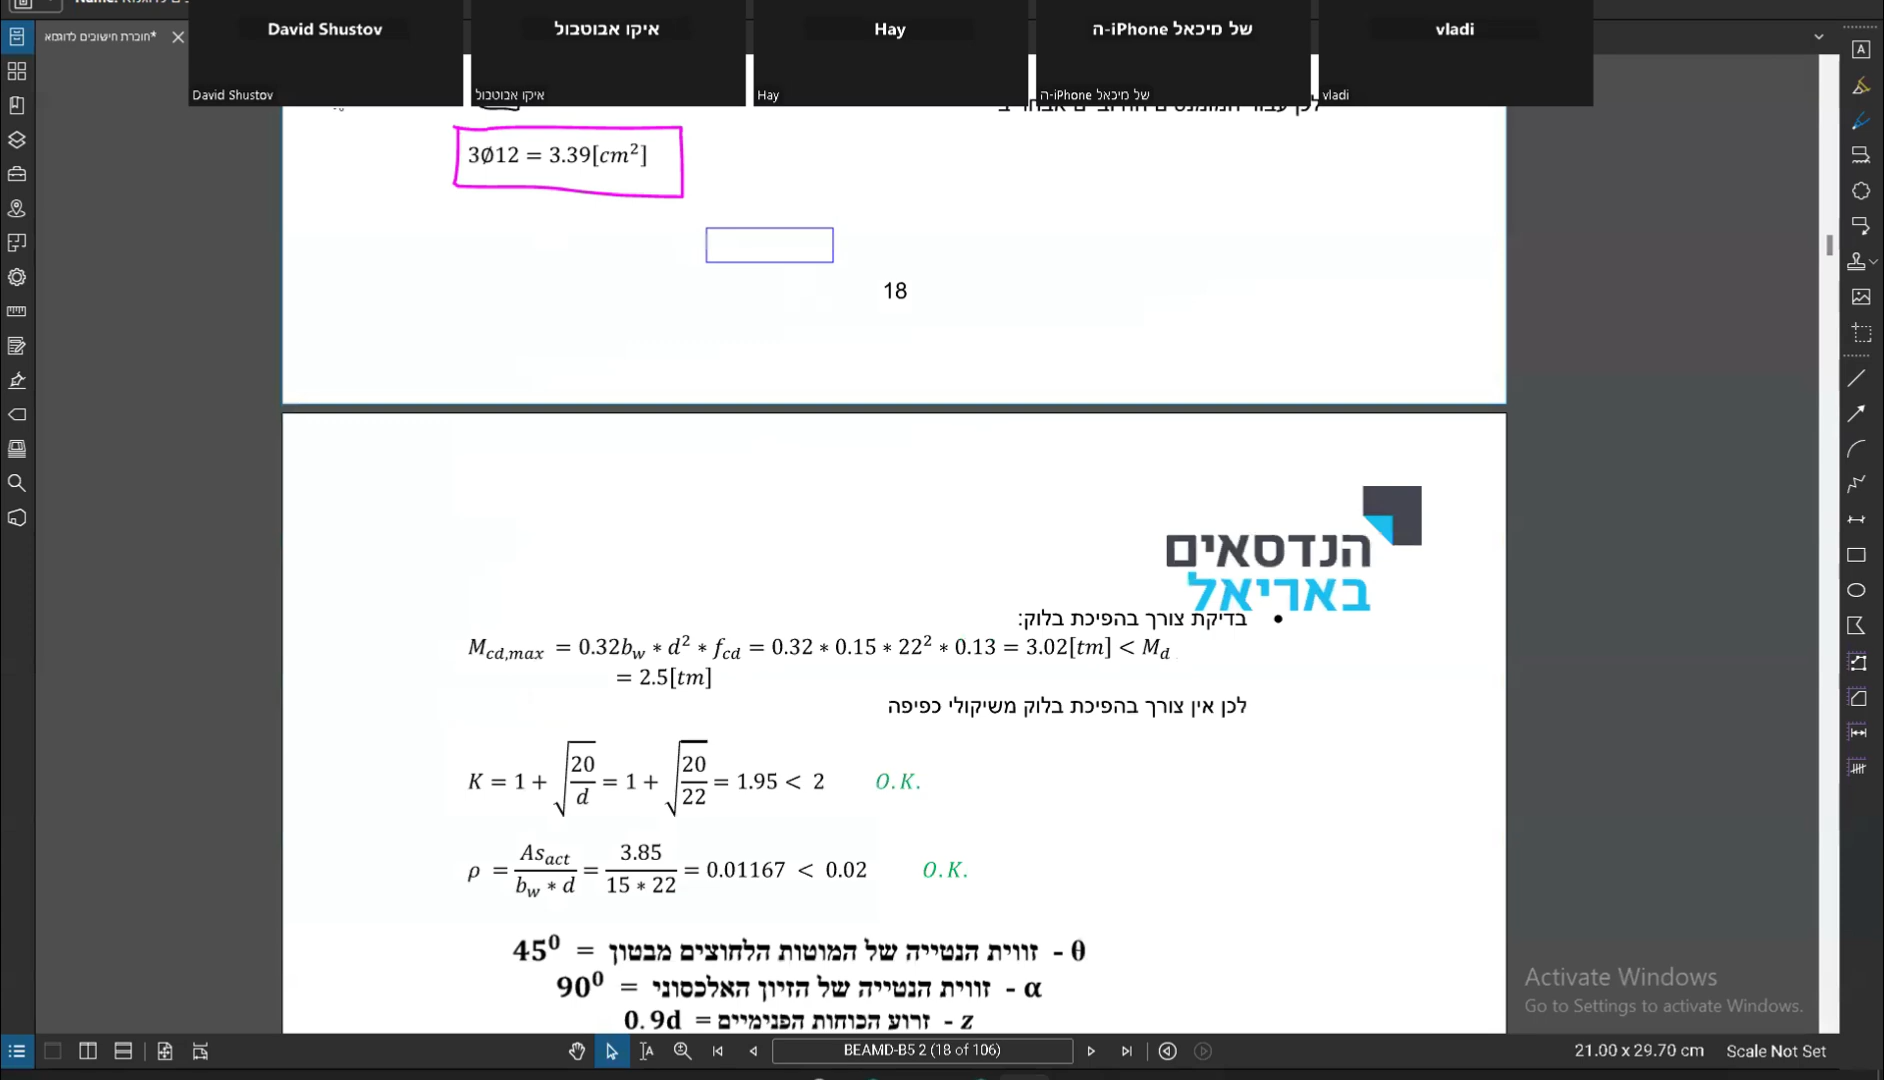 David Shustov
איקו אבוטבול
Hay
ה-iPhone של מיכאל
vladi
חוברת חישובים לדוגמא*
David Shustov
איקו אבוטבול
Hay
ה-iPhone של מיכאל
vladi
3∅12 = 3.39[cm²]
18
הנדסאים
באריאל
• בדיקת צורך בהפיכת בלוק:
M_cd,max = 0.32b_w ∗ d² ∗ f_cd = 0.32 ∗ 0.15 ∗ 22² ∗ 0.13 = 3.02[tm] < M_d
= 2.5[tm]
לכן אין צורך בהפיכת בלוק משיקולי כפיפה
K = 1 + √(20/d) = 1 + √(20/22) = 1.95 < 2 O.K.
ρ = As_act/(b_w ∗ d) = 3.85/(15 ∗ 22) = 0.01167 < 0.02 O.K.
θ - זווית הנטייה של המוטות הלחוצים מבטון = 45⁰
α - זווית הנטייה של הזיון האלכסוני = 90⁰
z - זרוע הכוחות הפנימיים = 0.9d
Activate Windows
Go to Settings to activate Windows.
BEAMD-B5 2 (18 of 106)
21.00 x 29.70 cm
Scale Not Set